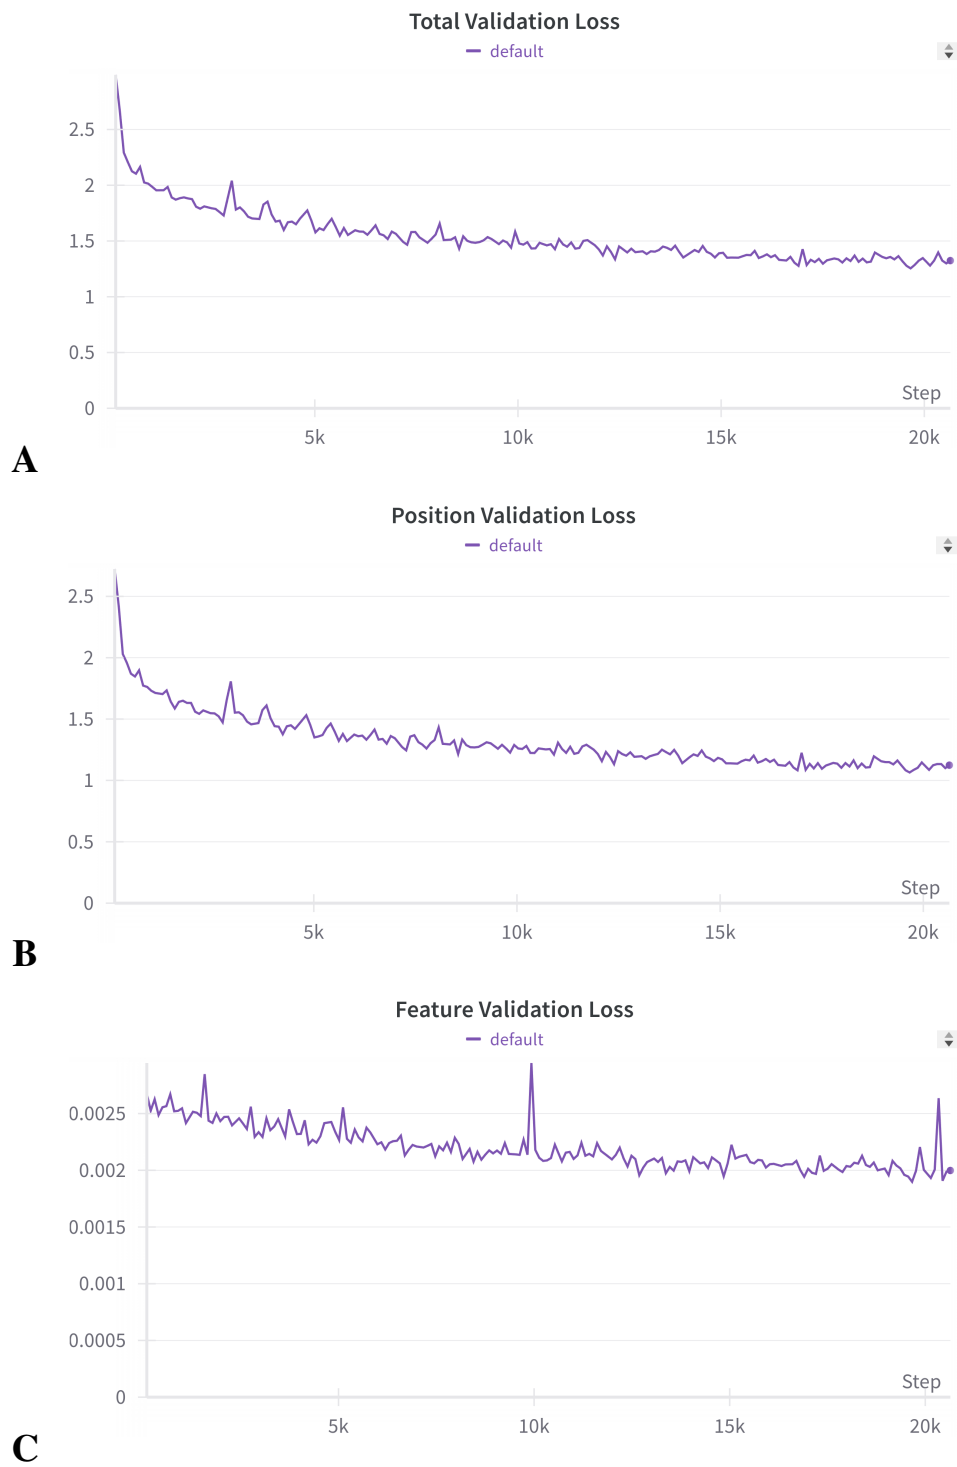 Total Validation Loss
default
2.5
2
1.5
1
0.5
0
Step
5k 10k 15k 20k
A
Position Validation Loss
default
2.5
2
1.5
1
0.5
0
Step
5k 10k 15k 20k
B
Feature Validation Loss
default
0.0025
0.002
0.0015
0.001
0.0005
0
Step
5k 10k 15k 20k
C